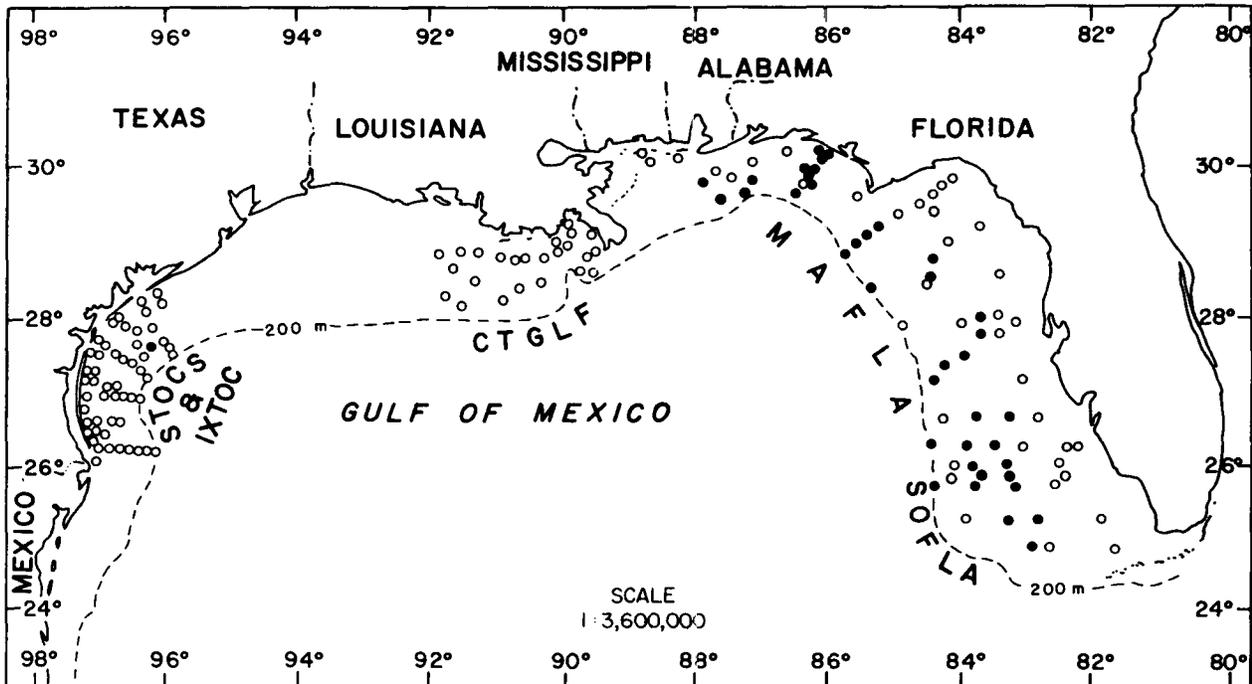 98° 96° 94° 92° 90° 88° 86° 84° 82° 80°
MISSISSIPPI ALABAMA
TEXAS LOUISIANA FLORIDA
30° 30°
MAFLA
28° 28°
200 m
CTGLF
STOCS
&
IXTOC
GULF OF MEXICO
26° 26°
SOFLA
MEXICO
200 m
SCALE
1:3,600,000
24° 24°
98° 96° 94° 92° 90° 88° 86° 84° 82° 80°